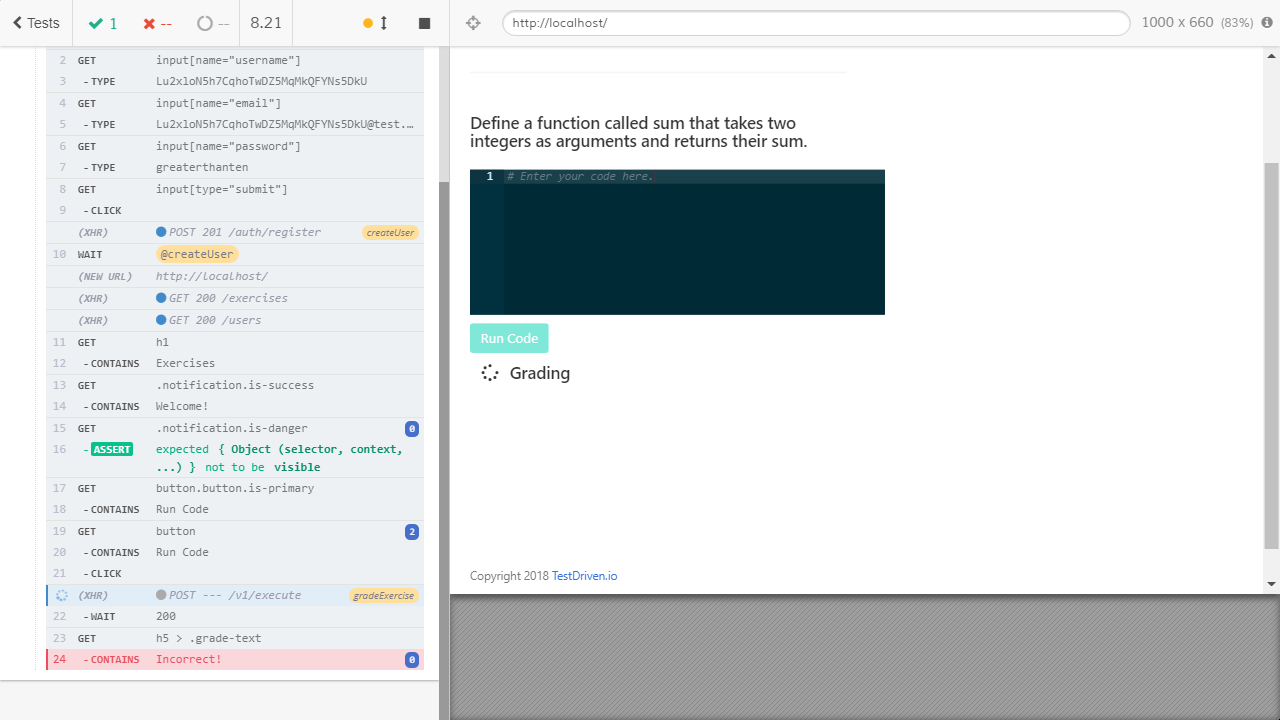 Tests 1 -- -- 8.21
http://localhost/ 1000 x 660 (83%)
2 GET input[name="username"]
3 - TYPE Lu2xloN5h7CqhoTwDZ5MqMkQFYNs5DkU
4 GET input[name="email"]
5 - TYPE Lu2xloN5h7CqhoTwDZ5MqMkQFYNs5DkU@test.…
6 GET input[name="password"]
7 - TYPE greaterthanten
8 GET input[type="submit"]
9 - CLICK
(XHR) POST 201 /auth/register createUser
10 WAIT @createUser
(NEW URL) http://localhost/
(XHR) GET 200 /exercises
(XHR) GET 200 /users
11 GET h1
12 - CONTAINS Exercises
13 GET .notification.is-success
14 - CONTAINS Welcome!
15 GET .notification.is-danger 0
16 - ASSERT expected { Object (selector, context,
...) } not to be visible
17 GET button.button.is-primary
18 - CONTAINS Run Code
19 GET button 2
20 - CONTAINS Run Code
21 - CLICK
(XHR) POST --- /v1/execute gradeExercise
22 - WAIT 200
23 GET h5 > .grade-text
24 - CONTAINS Incorrect! 0
Define a function called sum that takes two
integers as arguments and returns their sum.
1 # Enter your code here.
Run Code
Grading
Copyright 2018 TestDriven.io